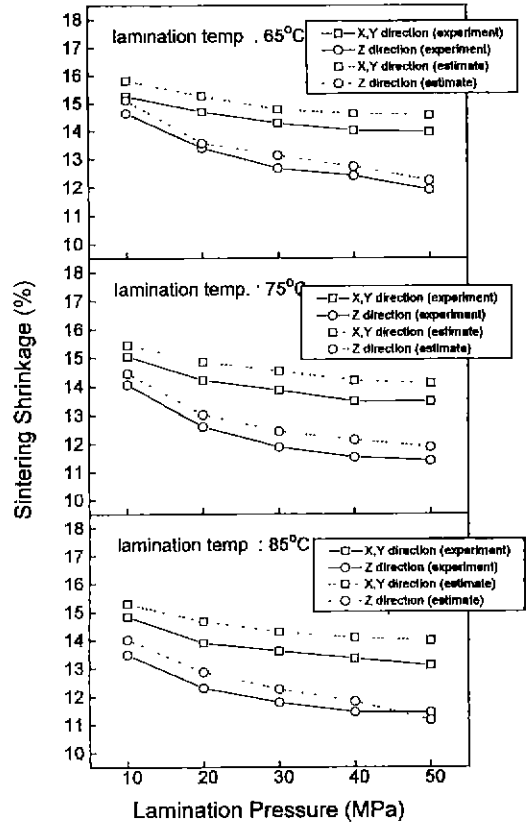 18
lamination temp : 65°C
X,Y direction (experiment)
17
Z direction (experiment)
X,Y direction (estimate)
16
Z direction (estimate)
15
14
13
12
11
10
18
lamination temp. : 75°C
X,Y direction (experiment)
17
Z direction (experiment)
X,Y direction (estimate)
16
Z direction (estimate)
15
14
13
12
11
10
Sintering Shrinkage (%)
18
lamination temp : 85°C
X,Y direction (experiment)
17
Z direction (experiment)
X,Y direction (estimate)
16
Z direction (estimate)
15
14
13
12
11
10
10 20 30 40 50
Lamination Pressure (MPa)